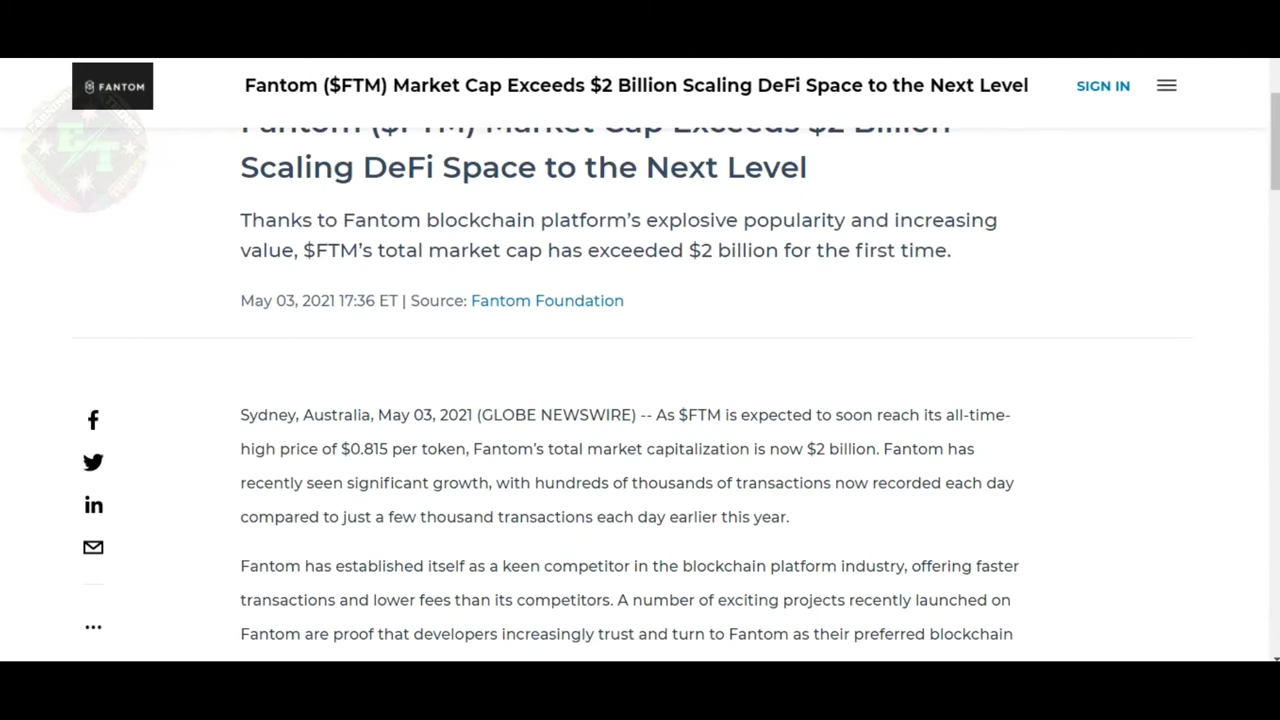 FANTOM
Fantom ($FTM) Market Cap Exceeds $2 Billion Scaling DeFi Space to the Next Level
SIGN IN
Fantom ($FTM) Market Cap Exceeds $2 Billion
Scaling DeFi Space to the Next Level
Thanks to Fantom blockchain platform’s explosive popularity and increasing
value, $FTM’s total market cap has exceeded $2 billion for the first time.
May 03, 2021 17:36 ET | Source: Fantom Foundation
Sydney, Australia, May 03, 2021 (GLOBE NEWSWIRE) -- As $FTM is expected to soon reach its all-time-
high price of $0.815 per token, Fantom’s total market capitalization is now $2 billion. Fantom has
recently seen significant growth, with hundreds of thousands of transactions now recorded each day
compared to just a few thousand transactions each day earlier this year.
Fantom has established itself as a keen competitor in the blockchain platform industry, offering faster
transactions and lower fees than its competitors. A number of exciting projects recently launched on
Fantom are proof that developers increasingly trust and turn to Fantom as their preferred blockchain
ET